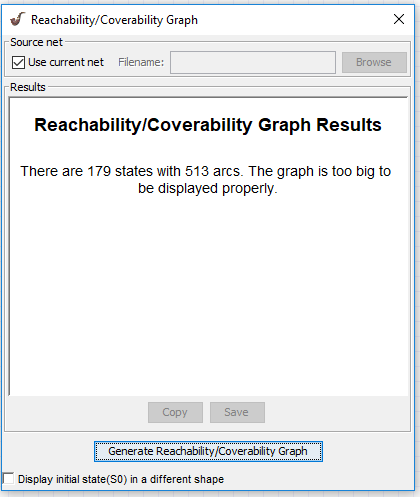 Reachability/Coverability Graph
Source net
Use current net Filename: Browse
Results
Reachability/Coverability Graph Results
There are 179 states with 513 arcs. The graph is too big to
be displayed properly.
Copy Save
Generate Reachability/Coverability Graph
Display initial state(S0) in a different shape